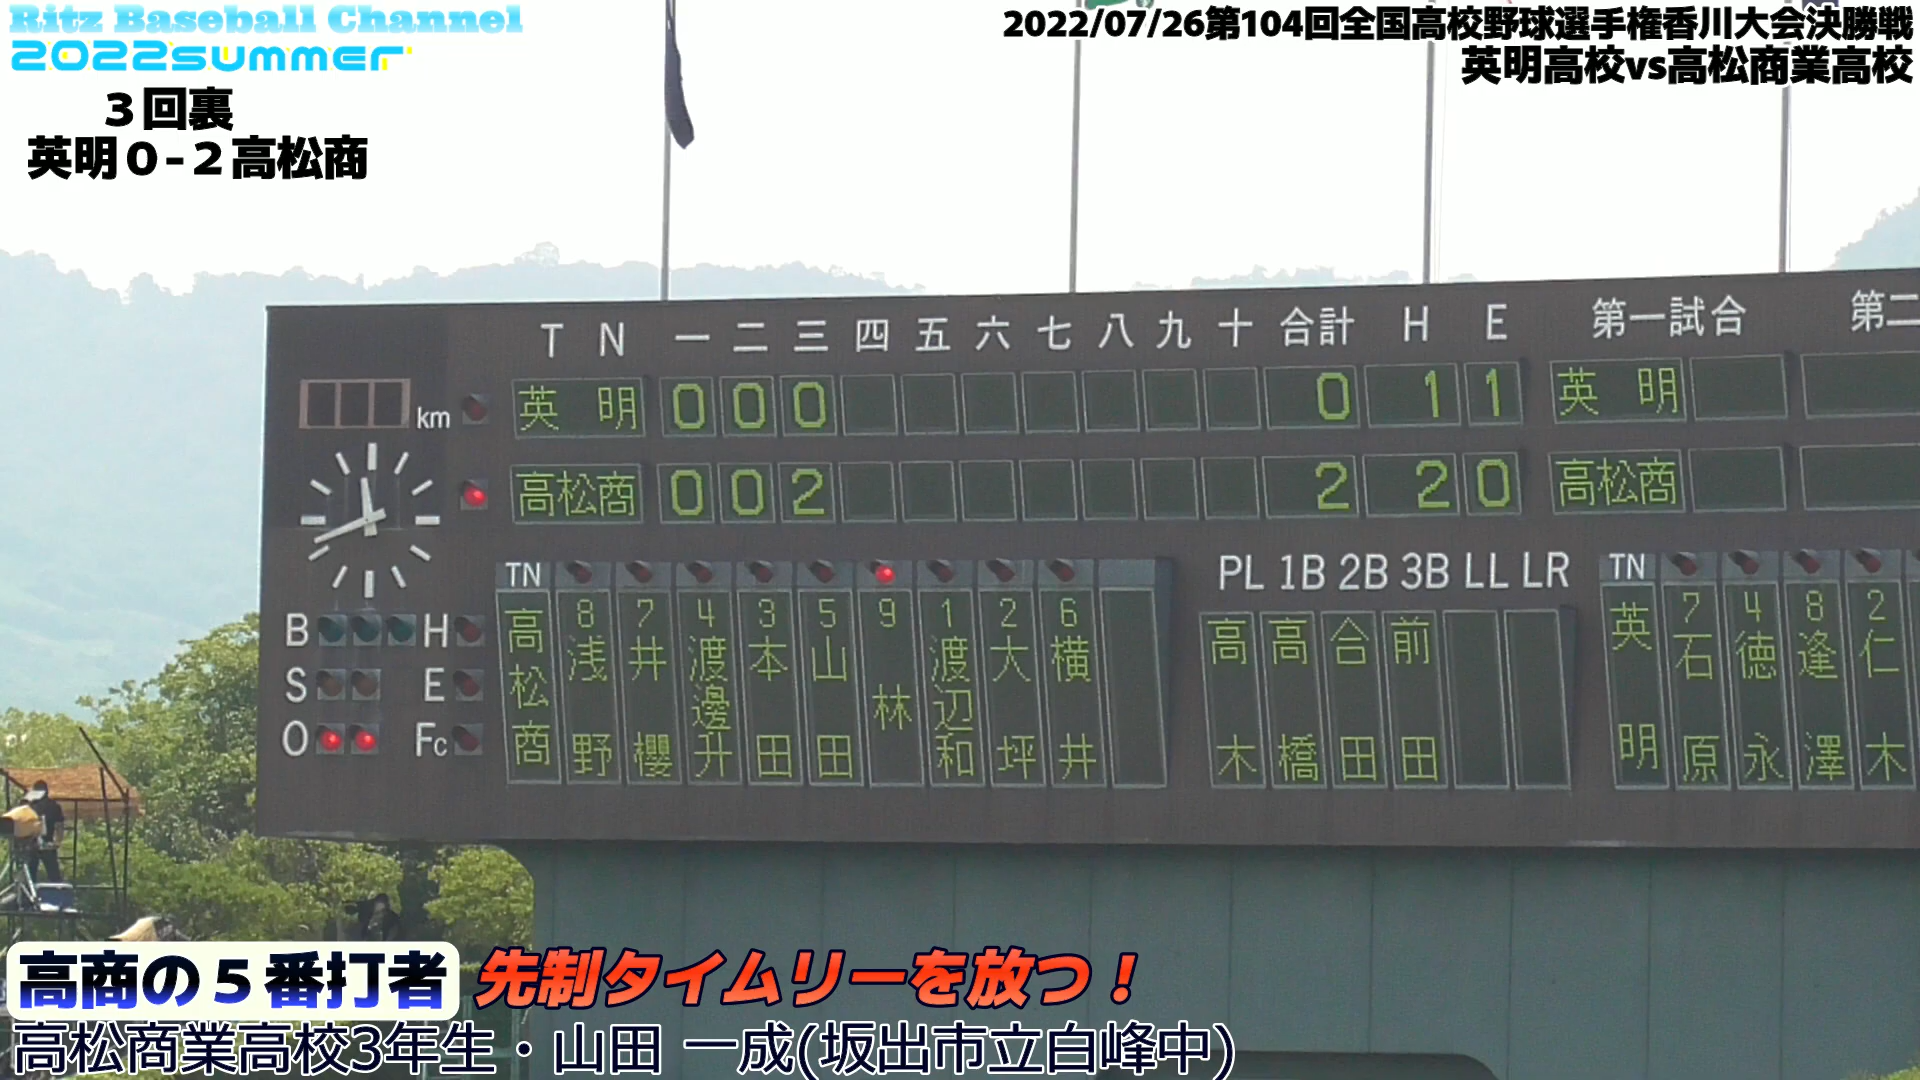 Ritz Baseball Channel
2022summer
2022/07/26第104回全国高校野球選手権香川大会決勝戦
英明高校vs高松商業高校
3回裏
英明0-2高松商
T N 一 二 三 四 五 六 七 八 九 十 合計 H E 第一試合 第二
km
英明 0 0 0 0 1 1 英明
高松商 0 0 2 2 2 0 高松商
TN 8 7 4 3 5 9 1 2 6
高松商 浅野 井櫻 渡邊升 本田 山田 林 渡辺和 大坪 横井
PL 1B 2B 3B LL LR
高木 高橋 合田 前田
TN 7 4 8 2
英明 石原 徳永 逢澤 仁木
B H
S E
O Fc
高商の5番打者 先制タイムリーを放つ！
高松商業高校3年生・山田 一成(坂出市立白峰中)